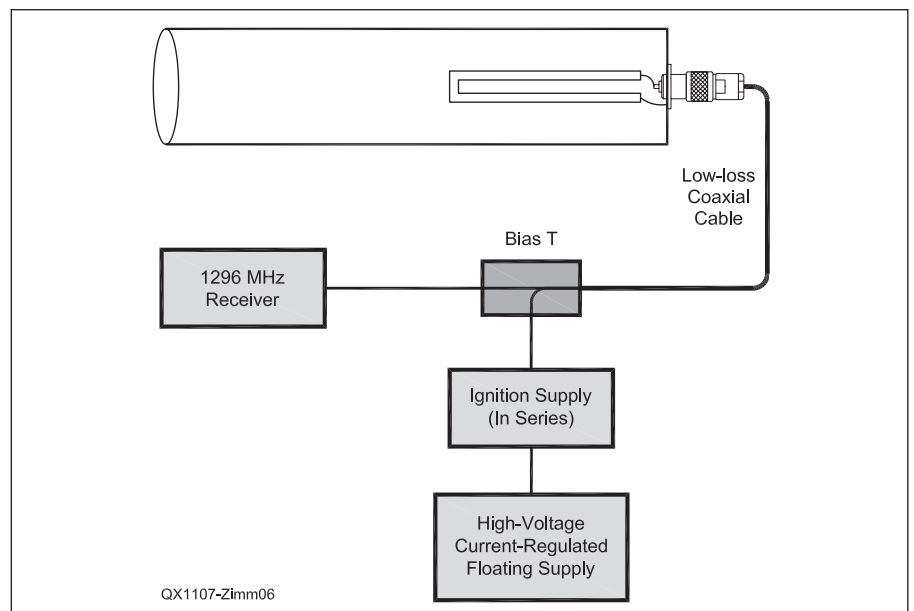 Low-loss
Coaxial
Cable
Bias T
1296 MHz
Receiver
Ignition Supply
(In Series)
High-Voltage
Current-Regulated
Floating Supply
QX1107-Zimm06